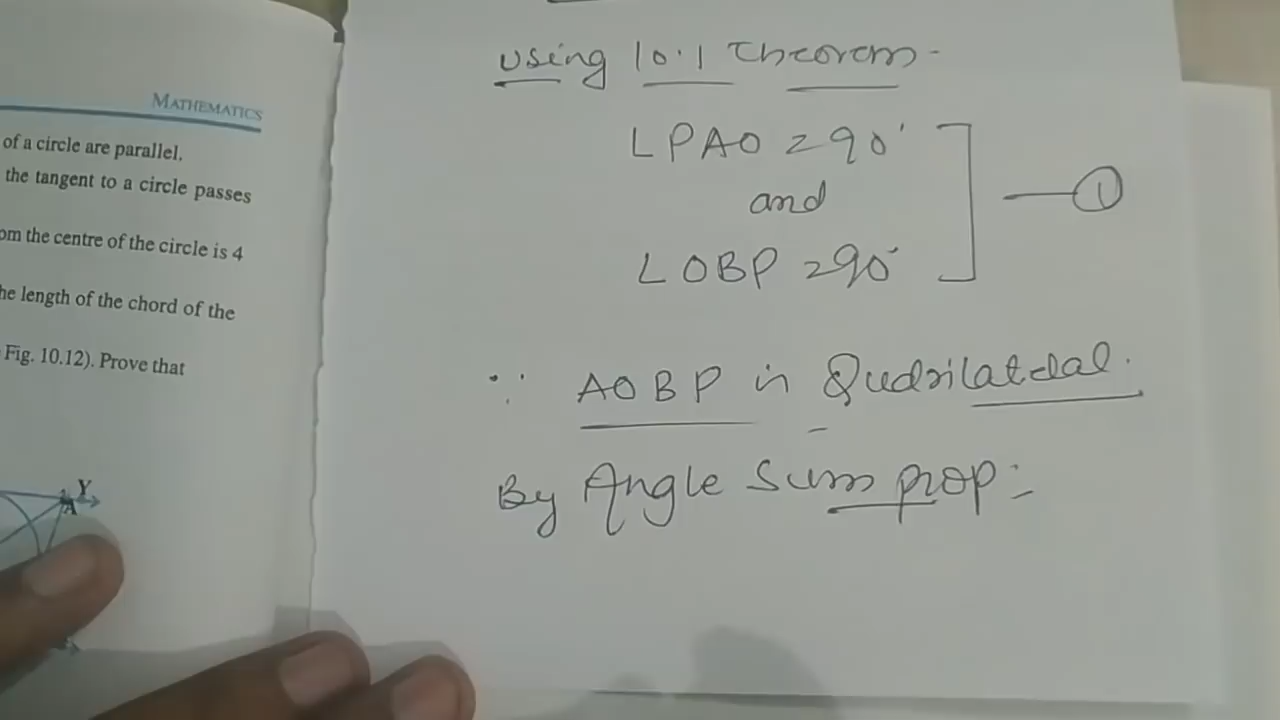 MATHEMATICS
of a circle are parallel.
the tangent to a circle passes
om the centre of the circle is 4
he length of the chord of the
Fig. 10.12). Prove that
Y
A
using 10.1 Theorem-
∠PAO = 90°
and
∠OBP = 90°
1
∵ AOBP in Qudrilateral.
By Angle Sum prop:-